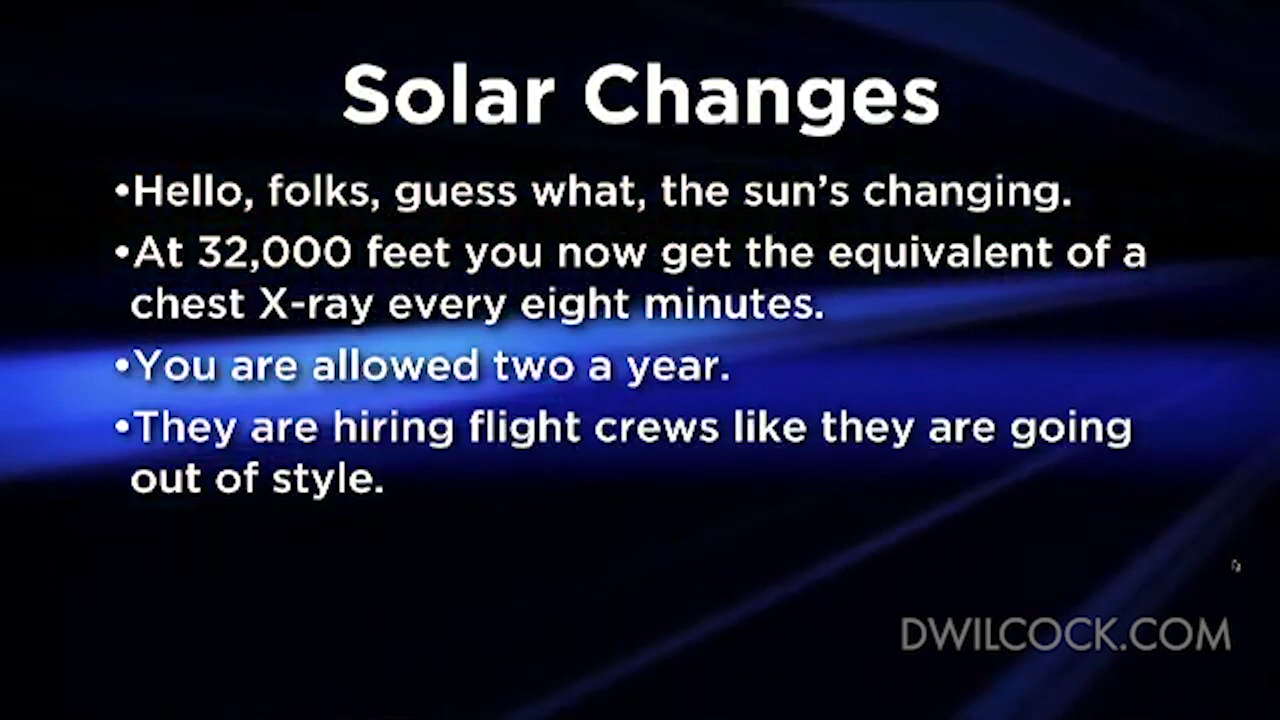 Solar Changes
•Hello, folks, guess what, the sun’s changing.
•At 32,000 feet you now get the equivalent of a
chest X-ray every eight minutes.
•You are allowed two a year.
•They are hiring flight crews like they are going
out of style.
DWILCOCK.COM